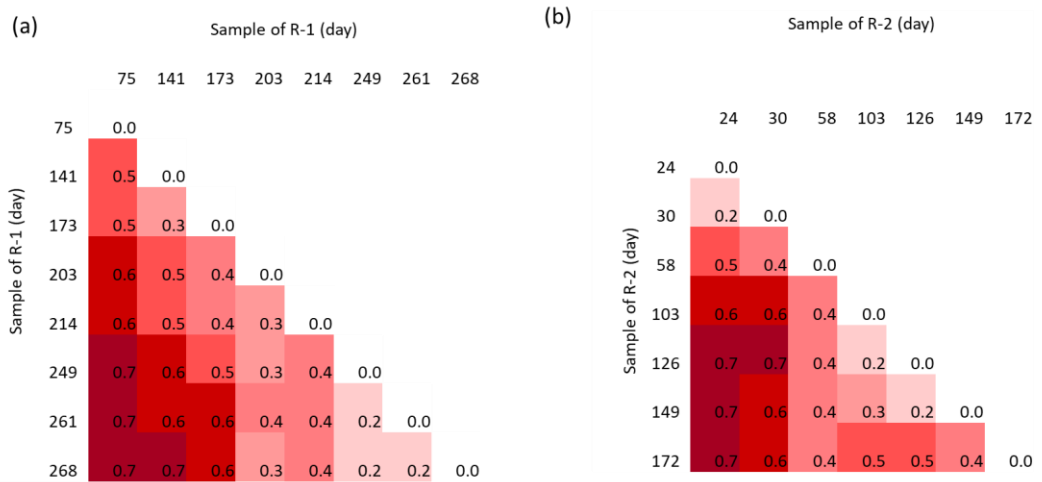 (a)
Sample of R-1 (day)
75 141 173 203 214 249 261 268
Sample of R-1 (day)
75 0.0
141 0.5 0.0
173 0.5 0.3 0.0
203 0.6 0.5 0.4 0.0
214 0.6 0.5 0.4 0.3 0.0
249 0.7 0.6 0.5 0.3 0.4 0.0
261 0.7 0.6 0.6 0.4 0.4 0.2 0.0
268 0.7 0.7 0.6 0.3 0.4 0.2 0.2 0.0
(b)
Sample of R-2 (day)
24 30 58 103 126 149 172
Sample of R-2 (day)
24 0.0
30 0.2 0.0
58 0.5 0.4 0.0
103 0.6 0.6 0.4 0.0
126 0.7 0.7 0.4 0.2 0.0
149 0.7 0.6 0.4 0.3 0.2 0.0
172 0.7 0.6 0.4 0.5 0.5 0.4 0.0